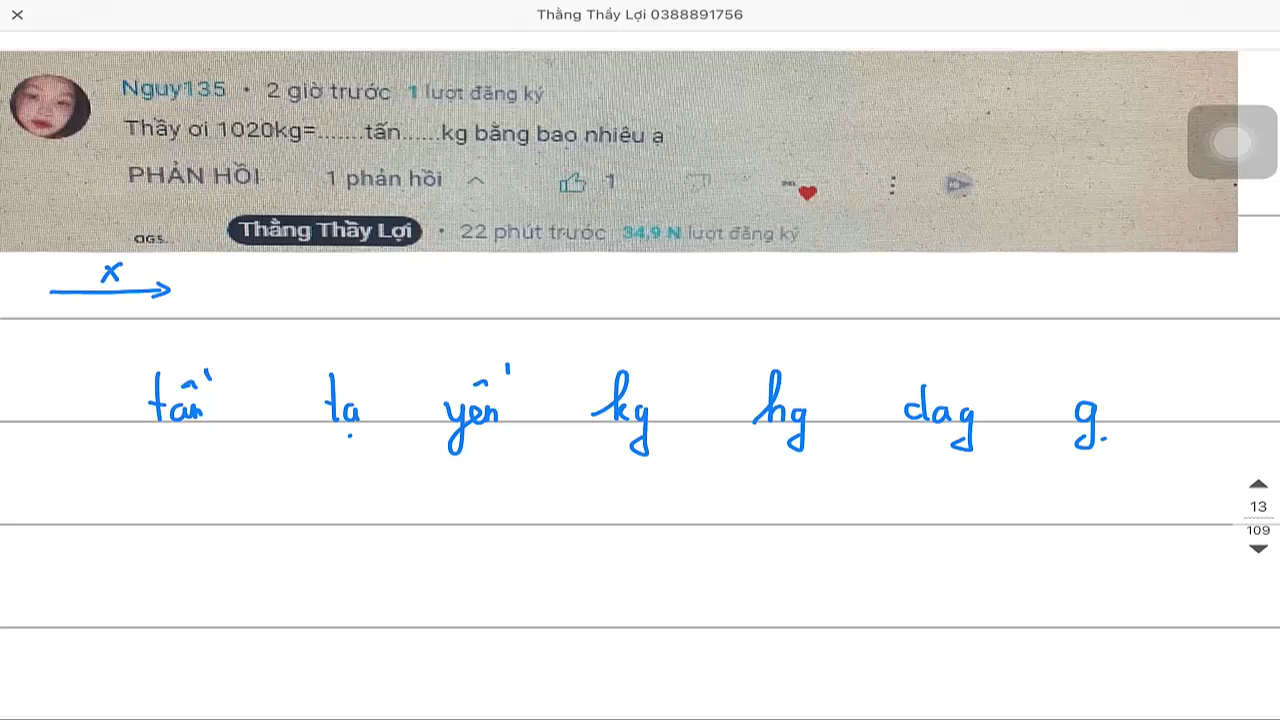 Thằng Thầy Lợi 0388891756
Nguy135 • 2 giờ trước 1 lượt đăng ký
Thầy ơi 1020kg=.......tấn......kg bằng bao nhiêu ạ
PHẢN HỒI 1 phản hồi 1
Thằng Thầy Lợi • 22 phút trước 34,9 N lượt đăng ký
x
tấn tạ yến kg hg dag g.
13
109